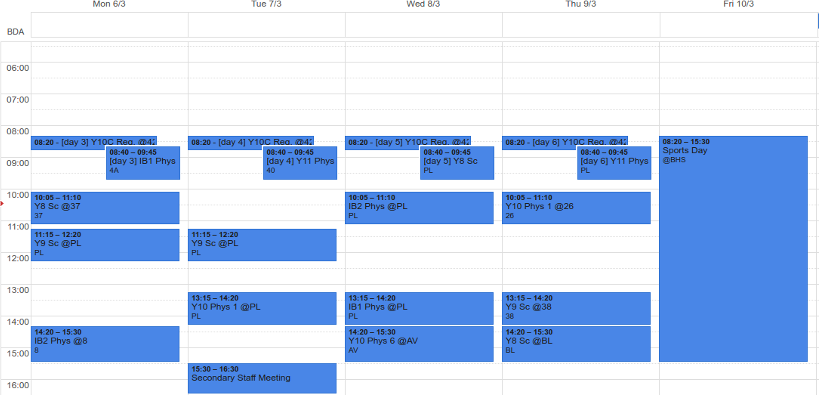 Mon 6/3
Tue 7/3
Wed 8/3
Thu 9/3
Fri 10/3
BDA
06:00
07:00
08:00
09:00
10:00
11:00
12:00
13:00
14:00
15:00
16:00
08:20 - [day 3] Y10C Reg. @42
08:40 – 09:45
[day 3] IB1 Phys
4A
10:05 – 11:10
Y8 Sc @37
37
11:15 – 12:20
Y9 Sc @PL
PL
14:20 – 15:30
IB2 Phys @8
8
08:20 - [day 4] Y10C Reg. @42
08:40 – 09:45
[day 4] Y11 Phys
40
11:15 – 12:20
Y9 Sc @PL
PL
13:15 – 14:20
Y10 Phys 1 @PL
PL
15:30 – 16:30
Secondary Staff Meeting
08:20 - [day 5] Y10C Reg. @42
08:40 – 09:45
[day 5] Y8 Sc
PL
10:05 – 11:10
IB2 Phys @PL
PL
13:15 – 14:20
IB1 Phys @PL
PL
14:20 – 15:30
Y10 Phys 6 @AV
AV
08:20 - [day 6] Y10C Reg. @42
08:40 – 09:45
[day 6] Y11 Phys
PL
10:05 – 11:10
Y10 Phys 1 @26
26
13:15 – 14:20
Y9 Sc @38
38
14:20 – 15:30
Y8 Sc @BL
BL
08:20 – 15:30
Sports Day
@BHS